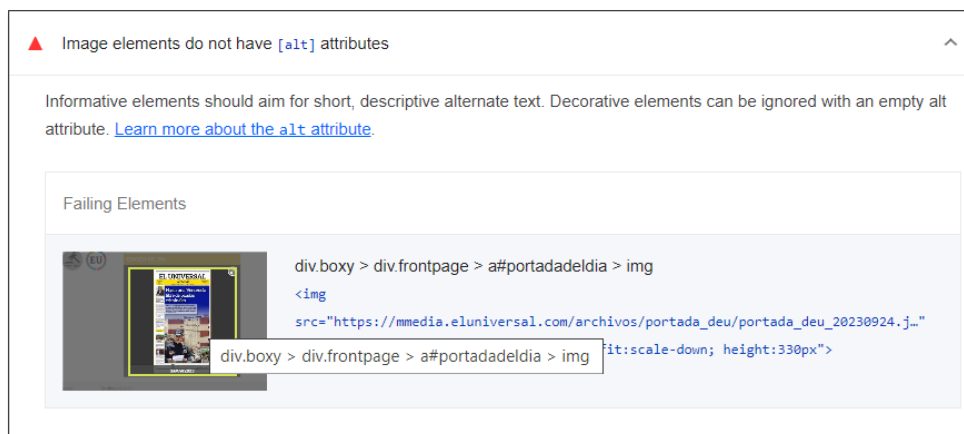 Image elements do not have [alt] attributes
Informative elements should aim for short, descriptive alternate text. Decorative elements can be ignored with an empty alt
attribute. Learn more about the alt attribute.
Failing Elements
EU
EL UNIVERSAL
div.boxy > div.frontpage > a#portadadeldia > img
<img
src="https://mmedia.eluniversal.com/archivos/portada_deu/portada_deu_20230924.j…"
fit:scale-down; height:330px">
div.boxy > div.frontpage > a#portadadeldia > img